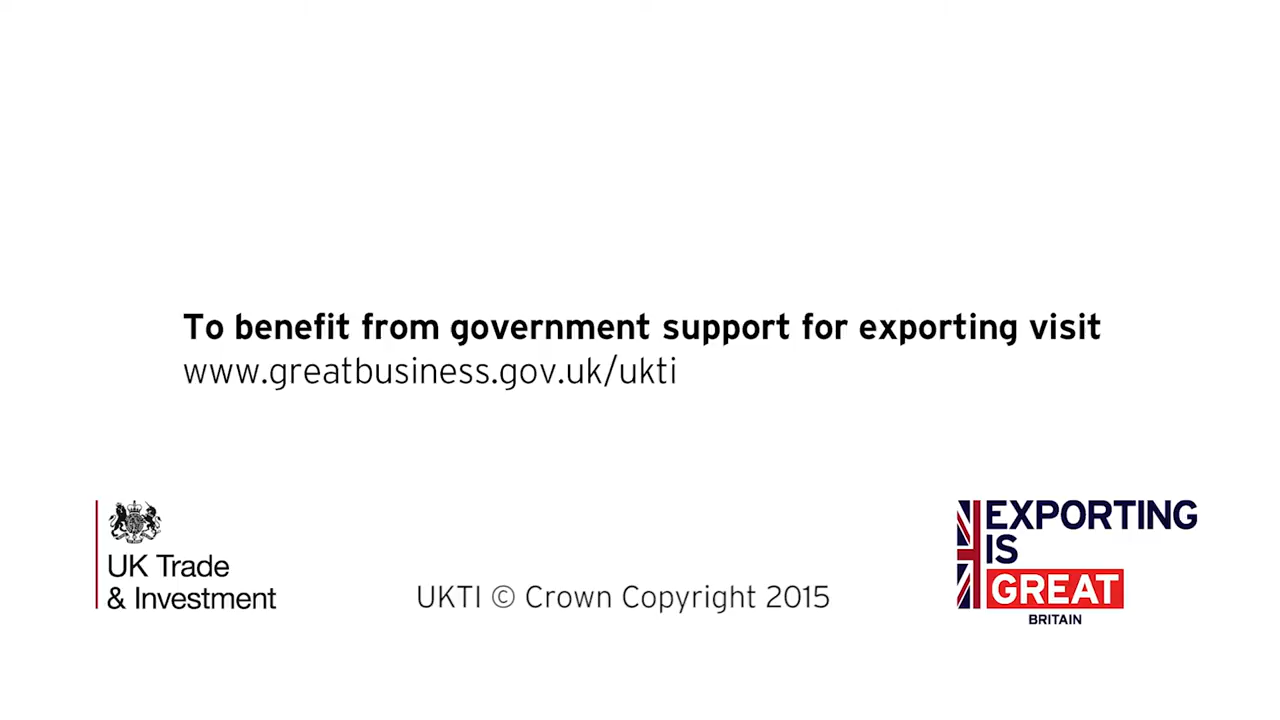 To benefit from government support for exporting visit
www.greatbusiness.gov.uk/ukti
UK Trade
& Investment
UKTI © Crown Copyright 2015
EXPORTING
IS
GREAT
BRITAIN